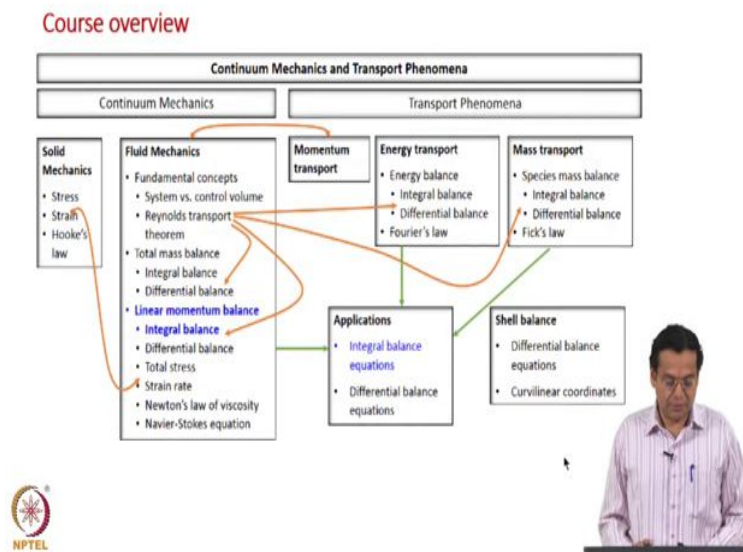 Course overview
Continuum Mechanics and Transport Phenomena
Continuum Mechanics
Transport Phenomena
Solid
Mechanics
• Stress
• Strain
• Hooke's
law
Fluid Mechanics
• Fundamental concepts
• System vs. control volume
• Reynolds transport
theorem
• Total mass balance
• Integral balance
• Differential balance
• Linear momentum balance
• Integral balance
• Differential balance
• Total stress
• Strain rate
• Newton's law of viscosity
• Navier-Stokes equation
Momentum
transport
Energy transport
• Energy balance
• Integral balance
• Differential balance
• Fourier's law
Mass transport
• Species mass balance
• Integral balance
• Differential balance
• Fick's law
Applications
• Integral balance
equations
• Differential balance
equations
Shell balance
• Differential balance
equations
• Curvilinear coordinates
NPTEL